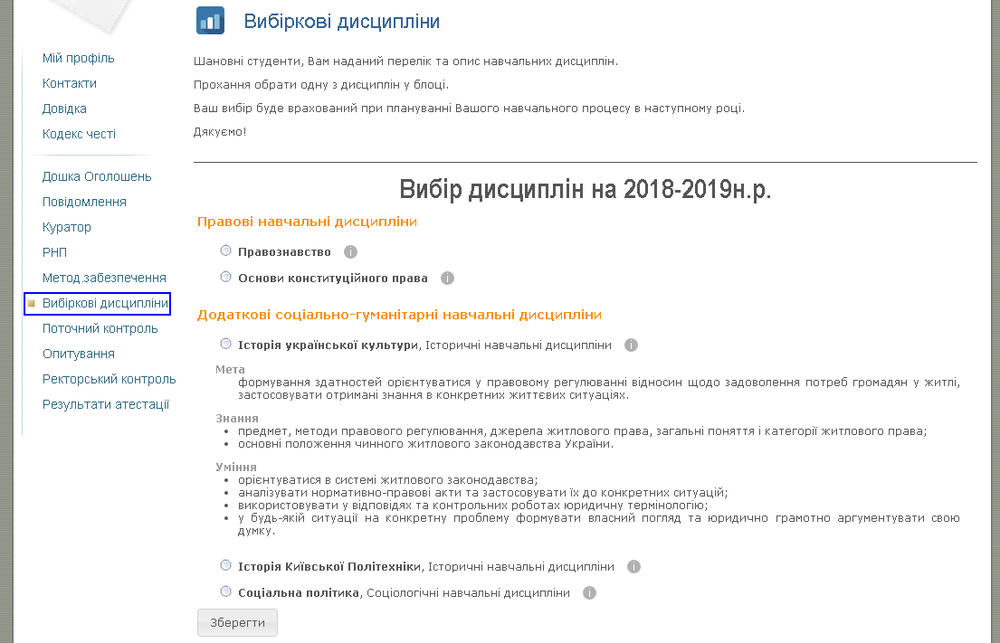 Вибіркові дисципліни
Мій профіль
Контакти
Довідка
Кодекс честі
Дошка Оголошень
Повідомлення
Куратор
РНП
Метод.забезпечення
Вибіркові дисципліни
Поточний контроль
Опитування
Ректорський контроль
Результати атестації
Шановні студенти, Вам наданий перелік та опис навчальних дисциплін.
Прохання обрати одну з дисциплін у блоці.
Ваш вибір буде врахований при плануванні Вашого навчального процесу в наступному році.
Дякуємо!
Вибір дисциплін на 2018-2019н.р.
Правові навчальні дисципліни
Правознавство i
Основи конституційного права i
Додаткові соціально-гуманітарні навчальні дисципліни
Історія української культури, Історичні навчальні дисципліни i
Мета
формування здатностей орієнтуватися у правовому регулюванні відносин щодо задоволення потреб громадян у житлі,
застосовувати отримані знання в конкретних життєвих ситуаціях.
Знання
• предмет, методи правового регулювання, джерела житлового права, загальні поняття і категорії житлового права;
• основні положення чинного житлового законодавства України.
Уміння
• орієнтуватися в системі житлового законодавства;
• аналізувати нормативно-правові акти та застосовувати їх до конкретних ситуацій;
• використовувати у відповідях та контрольних роботах юридичну термінологію;
• у будь-якій ситуації на конкретну проблему формувати власний погляд та юридично грамотно аргументувати свою
думку.
Історія Київської Політехніки, Історичні навчальні дисципліни i
Соціальна політика, Соціологічні навчальні дисципліни i
Зберегти